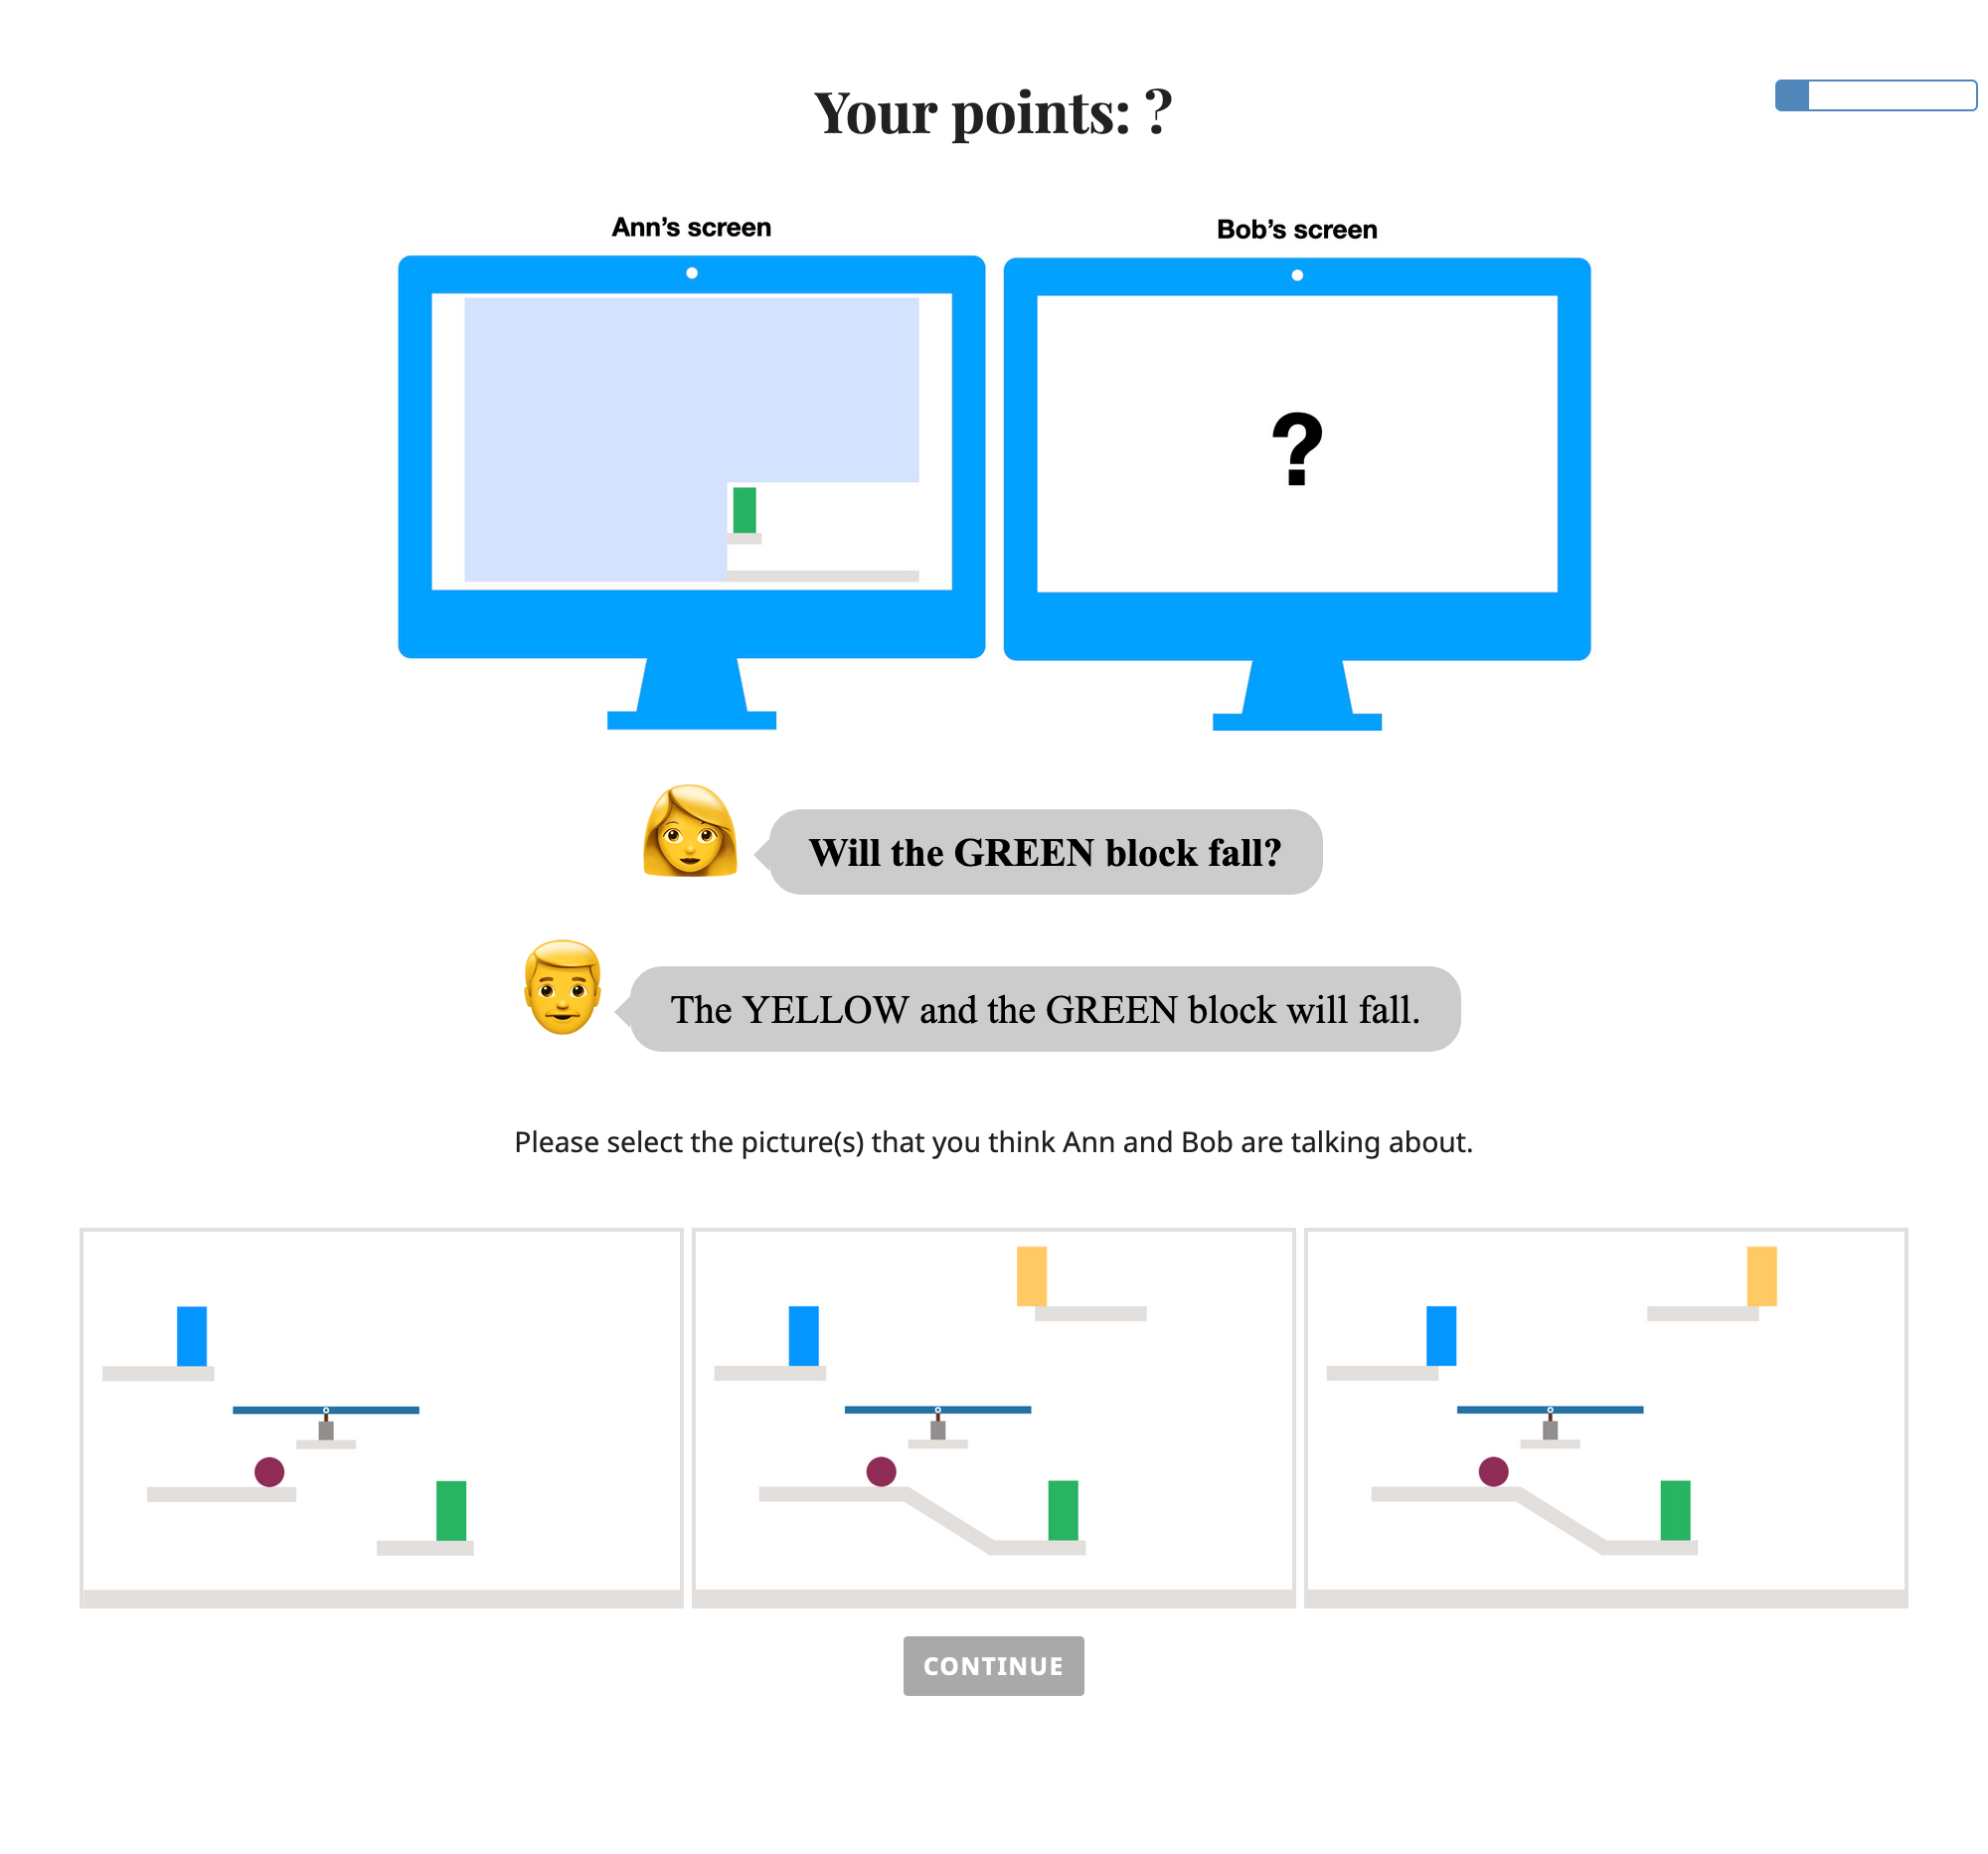 Your points: ?
Ann’s screen
Bob’s screen
?
Will the GREEN block fall?
The YELLOW and the GREEN block will fall.
Please select the picture(s) that you think Ann and Bob are talking about.
CONTINUE